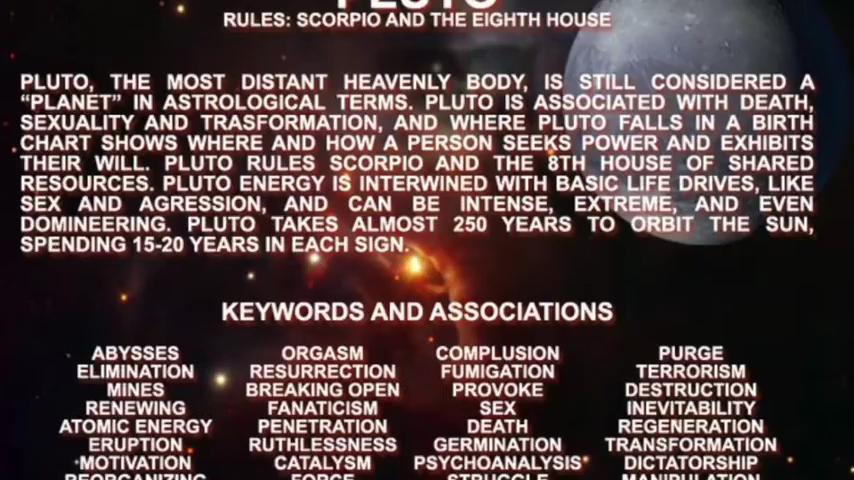 PLUTO
RULES: SCORPIO AND THE EIGHTH HOUSE
PLUTO, THE MOST DISTANT HEAVENLY BODY, IS STILL CONSIDERED A
“PLANET” IN ASTROLOGICAL TERMS. PLUTO IS ASSOCIATED WITH DEATH,
SEXUALITY AND TRASFORMATION, AND WHERE PLUTO FALLS IN A BIRTH
CHART SHOWS WHERE AND HOW A PERSON SEEKS POWER AND EXHIBITS
THEIR WILL. PLUTO RULES SCORPIO AND THE 8TH HOUSE OF SHARED
RESOURCES. PLUTO ENERGY IS INTERWINED WITH BASIC LIFE DRIVES, LIKE
SEX AND AGRESSION, AND CAN BE INTENSE, EXTREME, AND EVEN
DOMINEERING. PLUTO TAKES ALMOST 250 YEARS TO ORBIT THE SUN,
SPENDING 15-20 YEARS IN EACH SIGN.
KEYWORDS AND ASSOCIATIONS
ABYSSES ORGASM COMPLUSION PURGE
ELIMINATION RESURRECTION FUMIGATION TERRORISM
MINES BREAKING OPEN PROVOKE DESTRUCTION
RENEWING FANATICISM SEX INEVITABILITY
ATOMIC ENERGY PENETRATION DEATH REGENERATION
ERUPTION RUTHLESSNESS GERMINATION TRANSFORMATION
MOTIVATION CATALYSM PSYCHOANALYSIS DICTATORSHIP
REORGANIZING FORCE STRUGGLE MANIPULATION